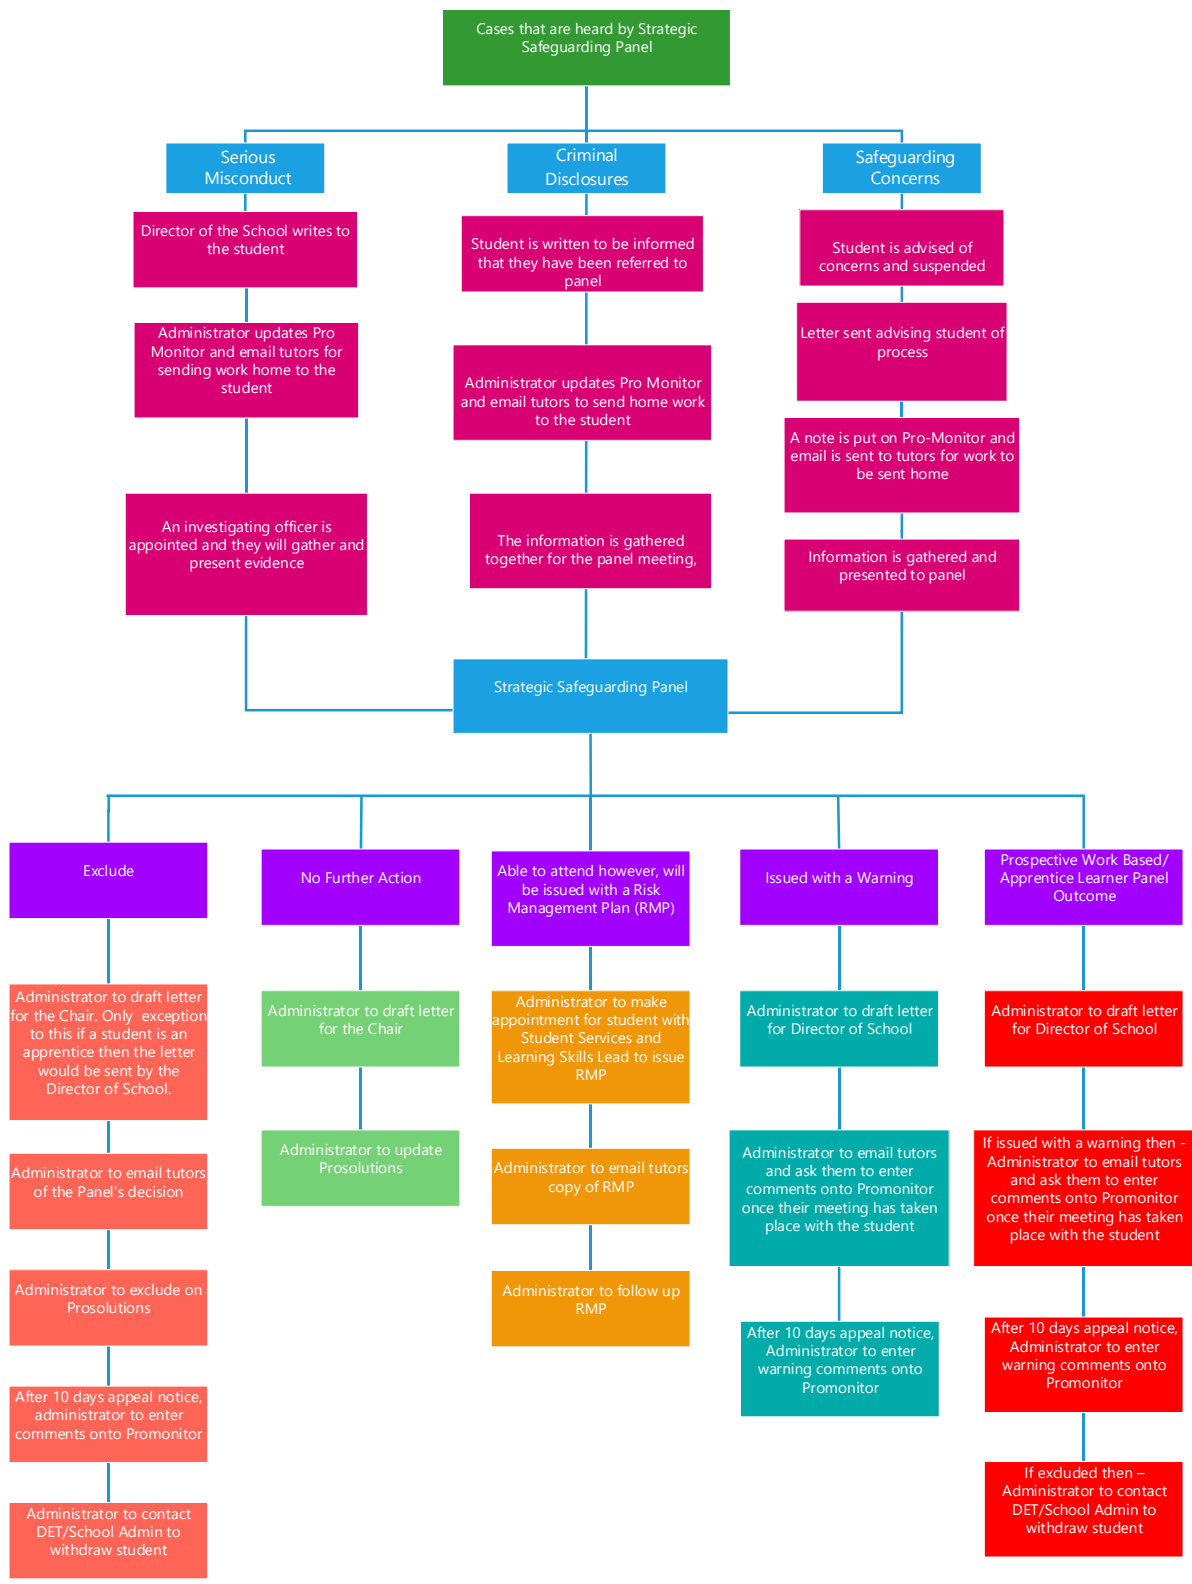 Cases that are heard by Strategic
Safeguarding Panel
Serious
Misconduct
Criminal
Disclosures
Safeguarding
Concerns
Director of the School writes to
the student
Student is written to be informed
that they have been referred to
panel
Student is advised of
concerns and suspended
Administrator updates Pro
Monitor and email tutors for
sending work home to the
student
Administrator updates Pro Monitor
and email tutors to send home work
to the student
Letter sent advising student of
process
A note is put on Pro-Monitor and
email is sent to tutors for work to
be sent home
An investigating officer is
appointed and they will gather and
present evidence
The information is gathered
together for the panel meeting,
Information is gathered and
presented to panel
Strategic Safeguarding Panel
Exclude
No Further Action
Able to attend however, will
be issued with a Risk
Management Plan (RMP)
Issued with a Warning
Prospective Work Based/
Apprentice Learner Panel
Outcome
Administrator to draft letter
for the Chair. Only  exception
to this if a student is an
apprentice then the letter
would be sent by the
Director of School.
Administrator to draft letter
for the Chair
Administrator to make
appointment for student with
Student Services and
Learning Skills Lead to issue
RMP
Administrator to draft letter
for Director of School
Administrator to draft letter
for Director of School
Administrator to email tutors
of the Panel's decision
Administrator to update
Prosolutions
Administrator to email tutors
copy of RMP
Administrator to email tutors
and ask them to enter
comments onto Promonitor
once their meeting has taken
place with the student
If issued with a warning then -
Administrator to email tutors
and ask them to enter
comments onto Promonitor
once their meeting has taken
place with the student
Administrator to exclude on
Prosolutions
Administrator to follow up
RMP
After 10 days appeal notice,
Administrator to enter
warning comments onto
Promonitor
After 10 days appeal notice,
Administrator to enter
warning comments onto
Promonitor
After 10 days appeal notice,
administrator to enter
comments onto Promonitor
If excluded then –
Administrator to contact
DET/School Admin to
withdraw student
Administrator to contact
DET/School Admin to
withdraw student